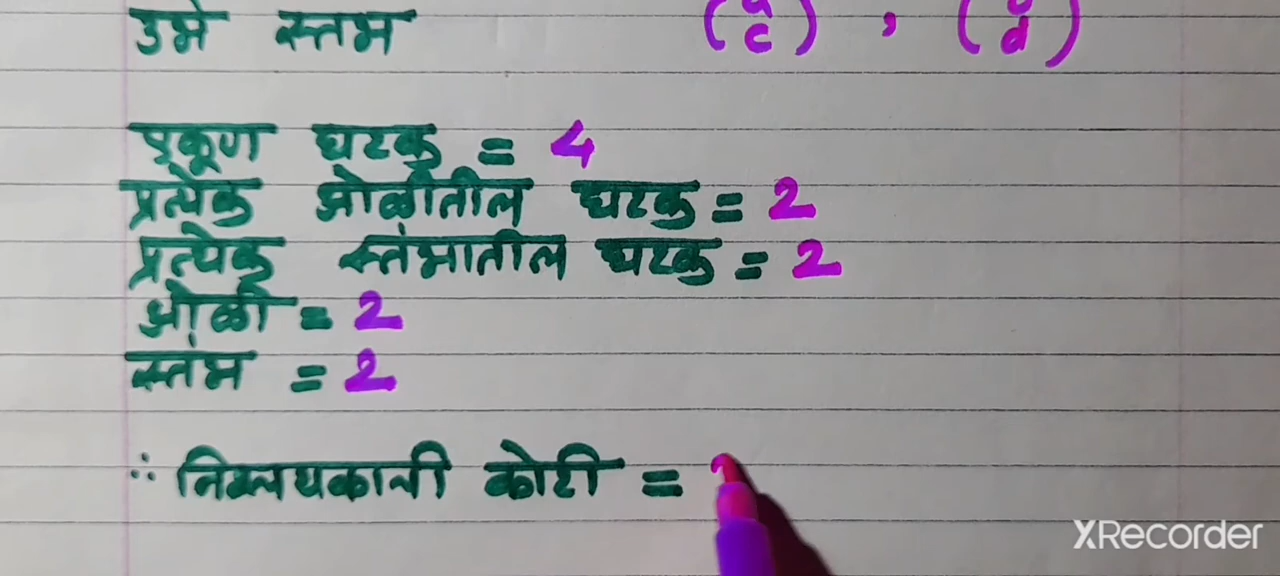 उभे स्तंभ (c) , (d)
एकूण घटक = 4
प्रत्येक ओळीतील घटक = 2
प्रत्येक स्तंभातील घटक = 2
ओळी = 2
स्तंभ = 2
∴ निश्चयकाची कोटी =
XRecorder